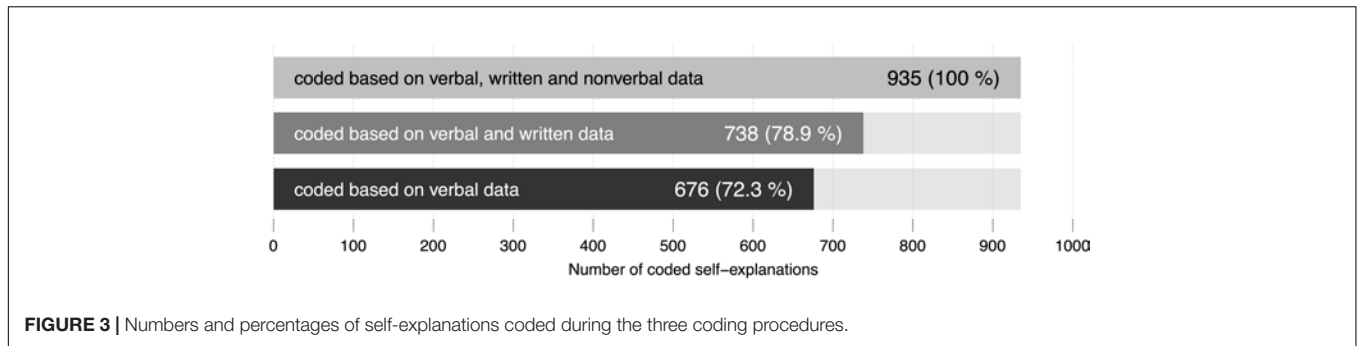 coded based on verbal, written and nonverbal data 935 (100 %)
coded based on verbal and written data 738 (78.9 %)
coded based on verbal data 676 (72.3 %)
0 100 200 300 400 500 600 700 800 900 1000
Number of coded self−explanations
FIGURE 3 | Numbers and percentages of self-explanations coded during the three coding procedures.